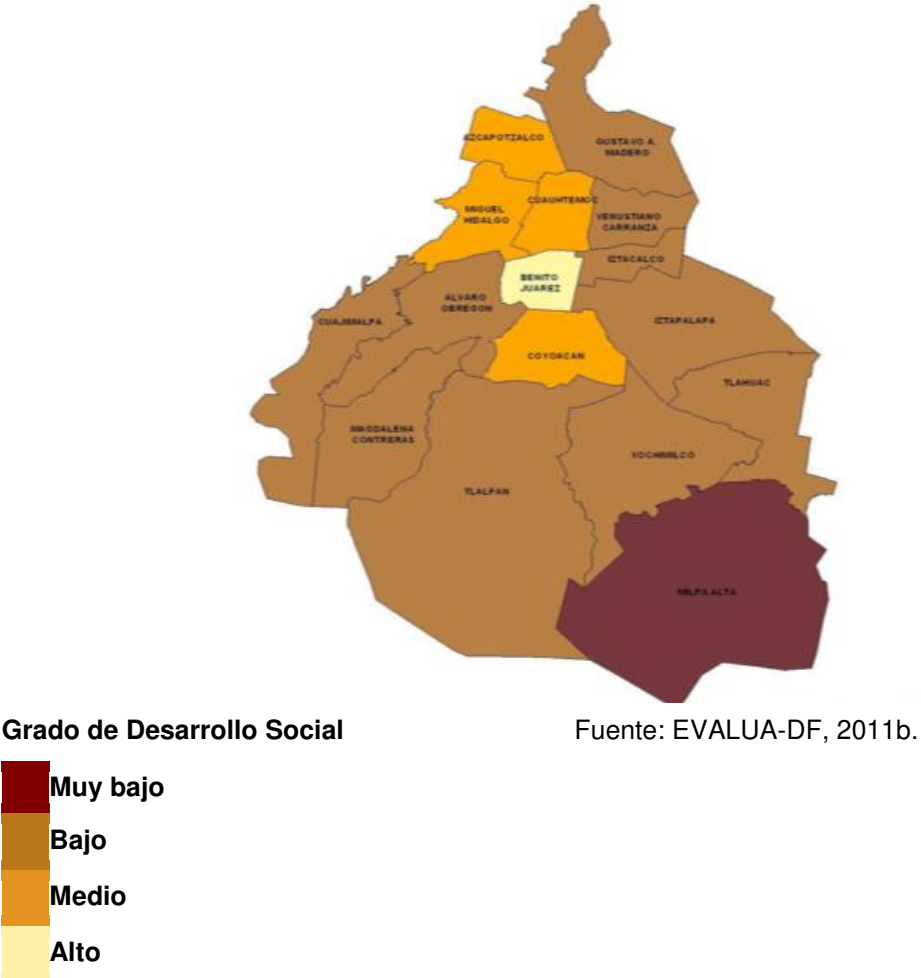 AZCAPOTZALCO
GUSTAVO A.
MADERO
MIGUEL
HIDALGO
CUAUHTEMOC
VENUSTIANO
CARRANZA
IZTACALCO
BENITO
JUAREZ
ALVARO
OBREGON
CUAJIMALPA
IZTAPALAPA
COYOACAN
TLAHUAC
MAGDALENA
CONTRERAS
XOCHIMILCO
TLALPAN
MILPA ALTA
Grado de Desarrollo Social
Fuente: EVALUA-DF, 2011b.
Muy bajo
Bajo
Medio
Alto